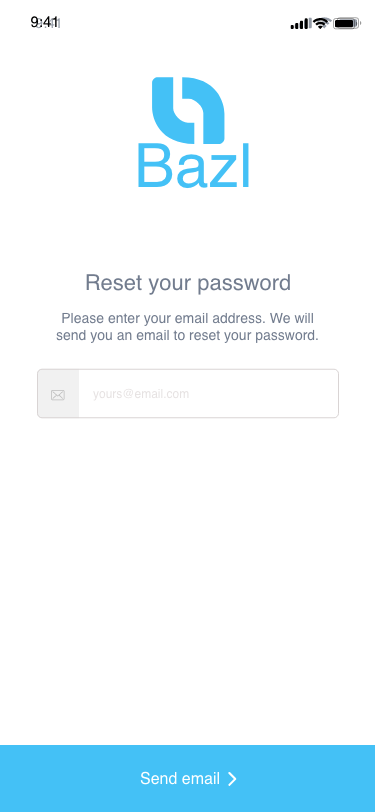 9:41
Bazl
Reset your password
Please enter your email address. We will
send you an email to reset your password.
yours@email.com
Send email